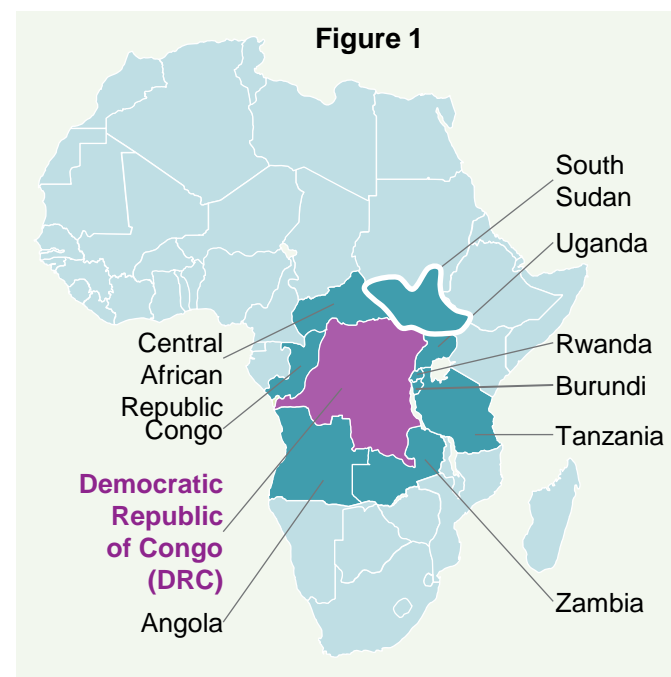 Figure 1
South
Sudan
Uganda
Central
African
Republic
Congo
Rwanda
Burundi
Tanzania
Democratic
Republic
of Congo
(DRC)
Angola
Zambia